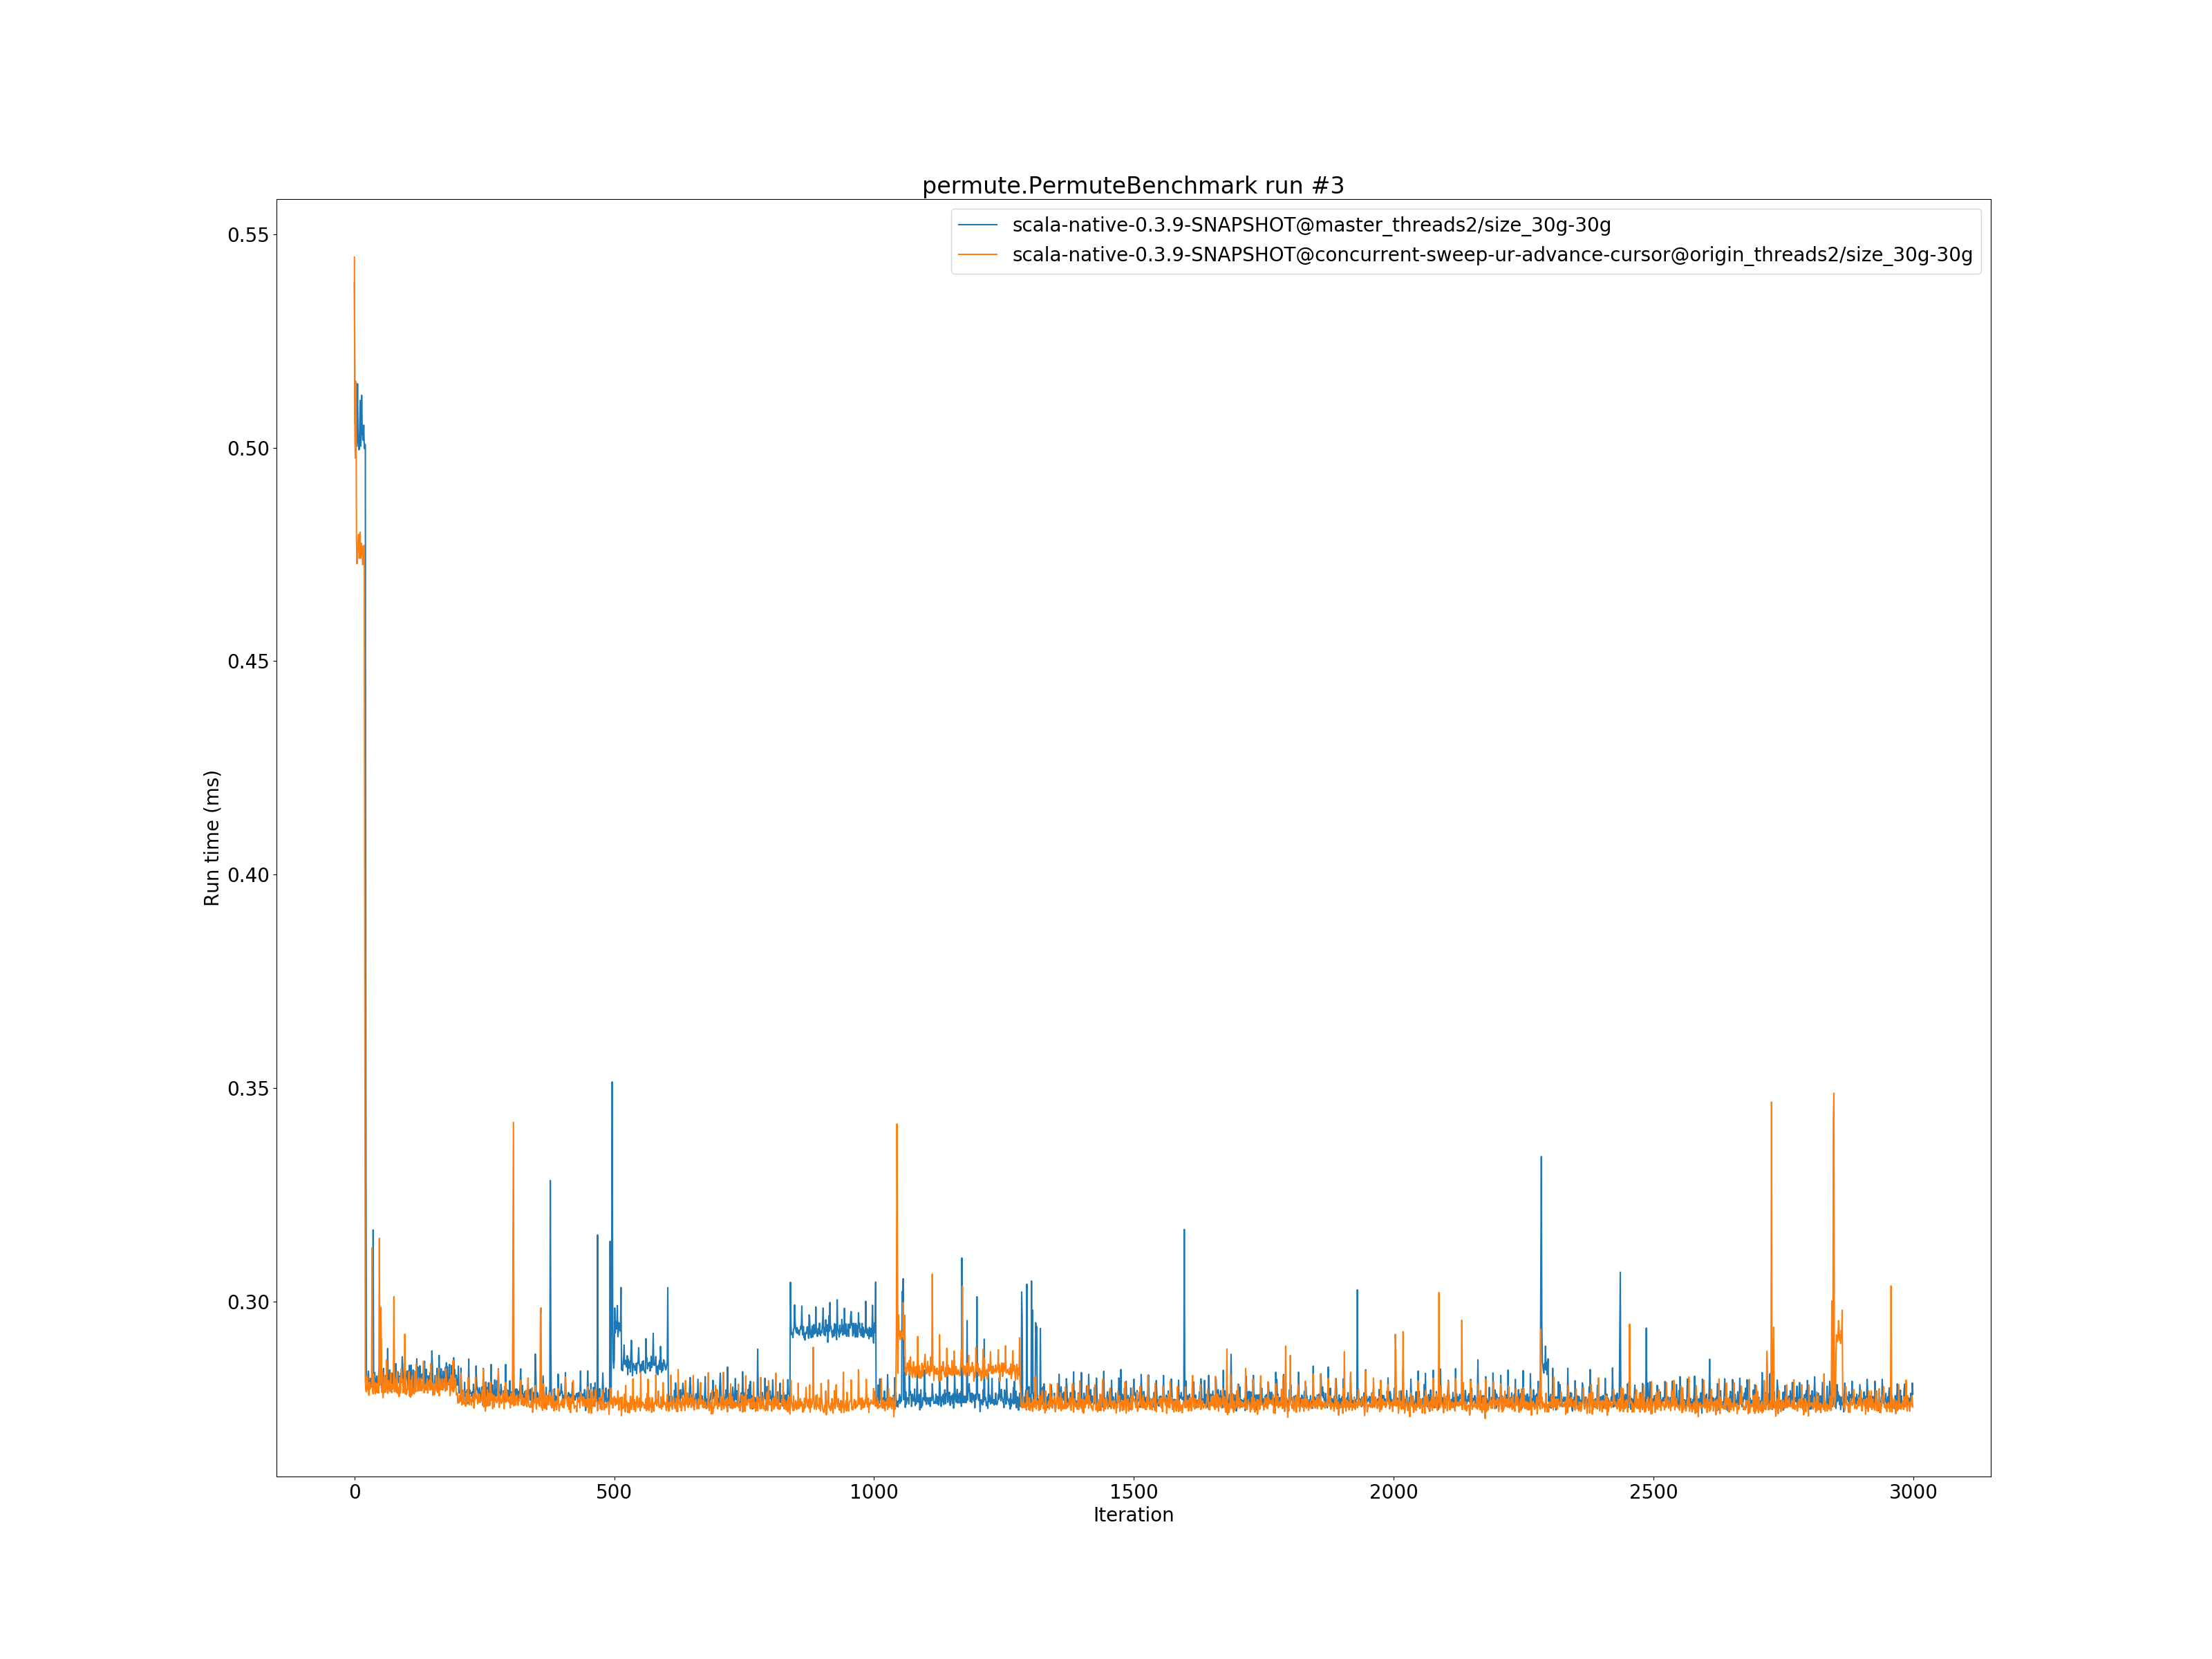 permute.PermuteBenchmark run #3
scala-native-0.3.9-SNAPSHOT@master_threads2/size_30g-30g
scala-native-0.3.9-SNAPSHOT@concurrent-sweep-ur-advance-cursor@origin_threads2/size_30g-30g
0.55
0.50
0.45
0.40
0.35
0.30
Run time (ms)
0
500
1000
1500
2000
2500
3000
Iteration